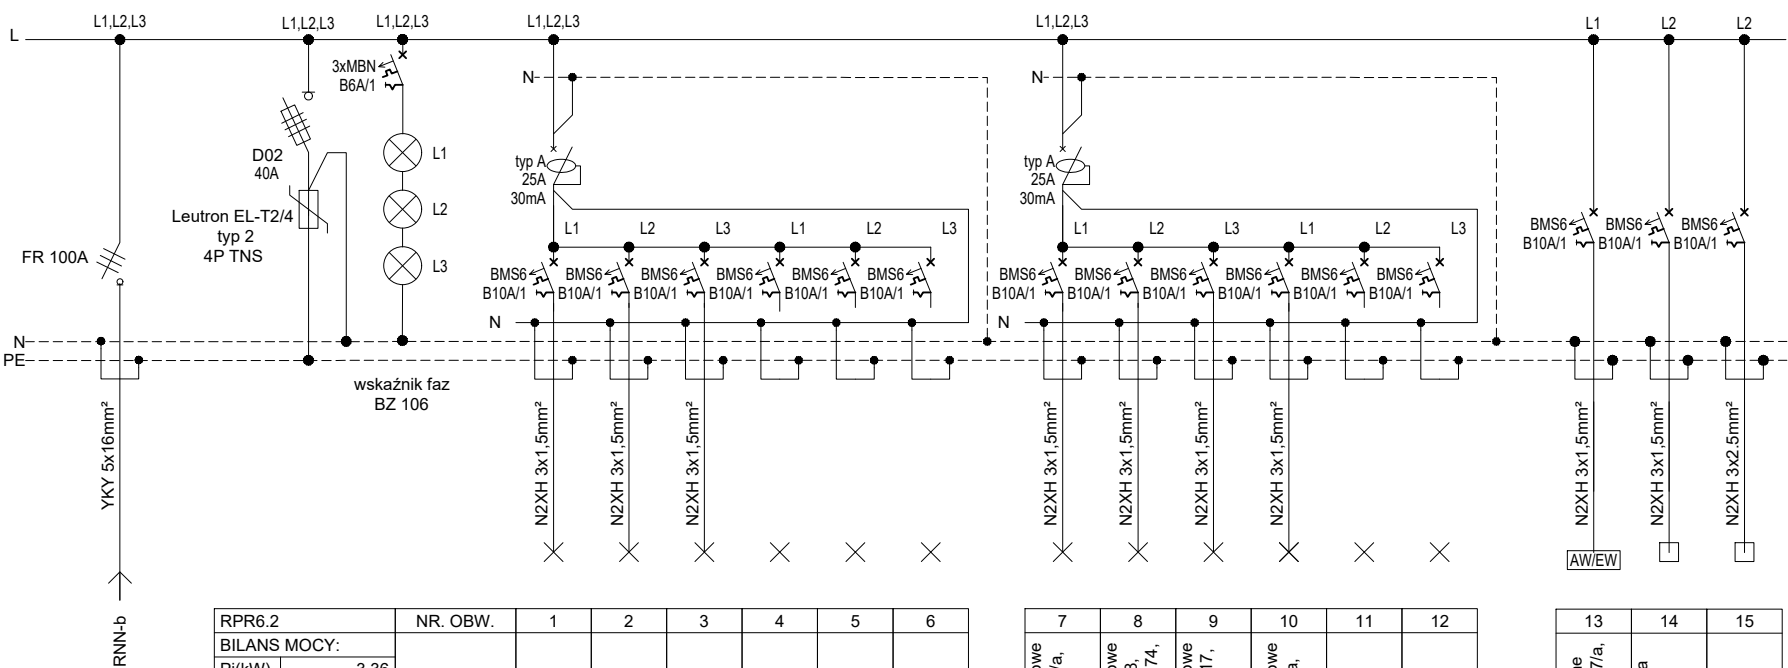 L
L1,L2,L3
L1,L2,L3
L1,L2,L3
L1,L2,L3
L1,L2,L3
L1
L2
L2
3xMBN
B6A/1
N
N
D02
40A
L1
L2
L3
Leutron EL-T2/4
typ 2
4P TNS
FR 100A
typ A
25A
30mA
typ A
25A
30mA
L1
L2
L3
L1
L2
L3
L1
L2
L3
L1
L2
L3
BMS6
B10A/1
BMS6
B10A/1
BMS6
B10A/1
BMS6
B10A/1
BMS6
B10A/1
BMS6
B10A/1
BMS6
B10A/1
BMS6
B10A/1
BMS6
B10A/1
BMS6
B10A/1
BMS6
B10A/1
BMS6
B10A/1
BMS6
B10A/1
BMS6
B10A/1
BMS6
B10A/1
N
N
N
PE
wskaźnik faz
BZ 106
YKY 5x16mm²
N2XH 3x1,5mm²
N2XH 3x1,5mm²
N2XH 3x1,5mm²
N2XH 3x1,5mm²
N2XH 3x1,5mm²
N2XH 3x1,5mm²
N2XH 3x1,5mm²
N2XH 3x1,5mm²
N2XH 3x1,5mm²
N2XH 3x2,5mm²
AW/EW
RNN-b
RPR6.2 NR. OBW. 1 2 3 4 5 6
7 8 9 10 11 12
13 14 15
BILANS MOCY: